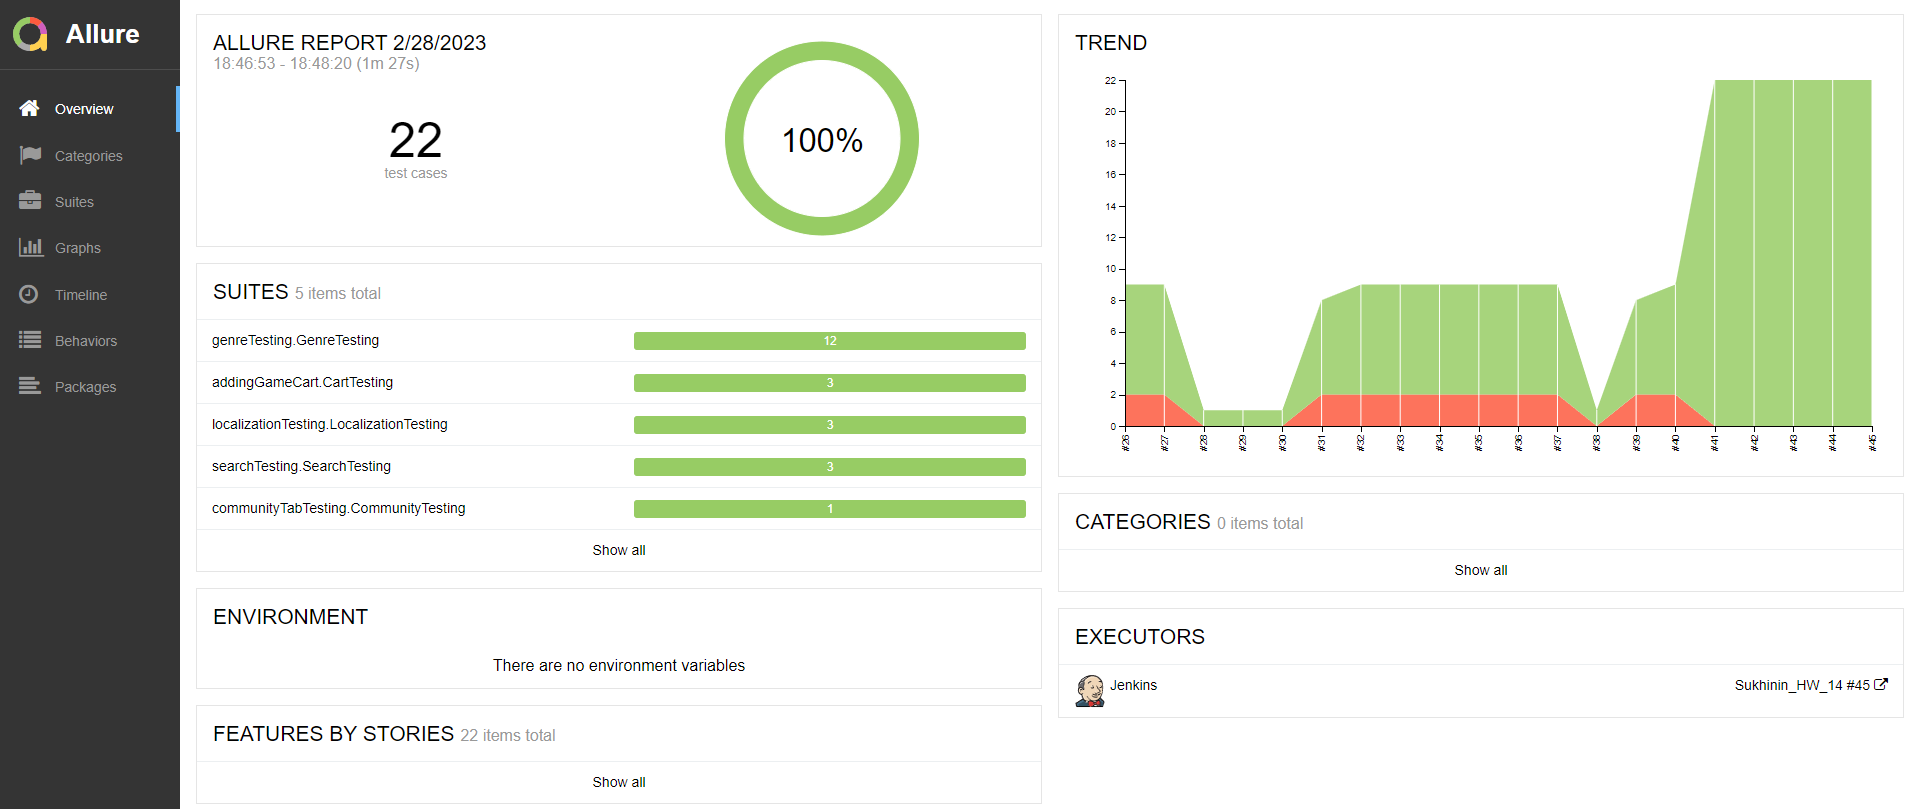 Allure
Overview
Categories
Suites
Graphs
Timeline
Behaviors
Packages
ALLURE REPORT 2/28/2023
18:46:53 - 18:48:20 (1m 27s)
22
test cases
100%
SUITES 5 items total
genreTesting.GenreTesting 12
addingGameCart.CartTesting 3
localizationTesting.LocalizationTesting 3
searchTesting.SearchTesting 3
communityTabTesting.CommunityTesting 1
Show all
ENVIRONMENT
There are no environment variables
FEATURES BY STORIES 22 items total
Show all
TREND
22
20
18
16
14
12
10
8
6
4
2
0
#26 #27 #28 #29 #30 #31 #32 #33 #34 #35 #36 #37 #38 #39 #40 #41 #42 #43 #44 #45
CATEGORIES 0 items total
Show all
EXECUTORS
Jenkins Sukhinin_HW_14 #45